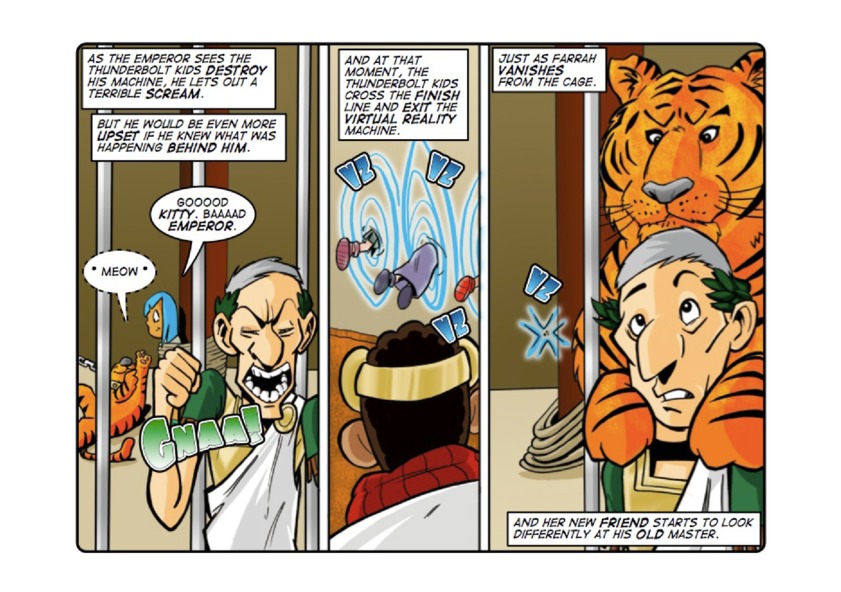 AS THE EMPEROR SEES THE
THUNDERBOLT KIDS DESTROY
HIS MACHINE, HE LETS OUT A
TERRIBLE SCREAM.
BUT HE WOULD BE EVEN MORE
UPSET IF HE KNEW WHAT WAS
HAPPENING BEHIND HIM.
GOOOOD
KITTY. BAAAAD
EMPEROR.
* MEOW *
GNAA!
AND AT THAT
MOMENT, THE
THUNDERBOLT KIDS
CROSS THE FINISH
LINE AND EXIT THE
VIRTUAL REALITY
MACHINE.
VZ
VZ
VZ
JUST AS FARRAH
VANISHES
FROM THE CAGE.
VZ
AND HER NEW FRIEND STARTS TO LOOK
DIFFERENTLY AT HIS OLD MASTER.